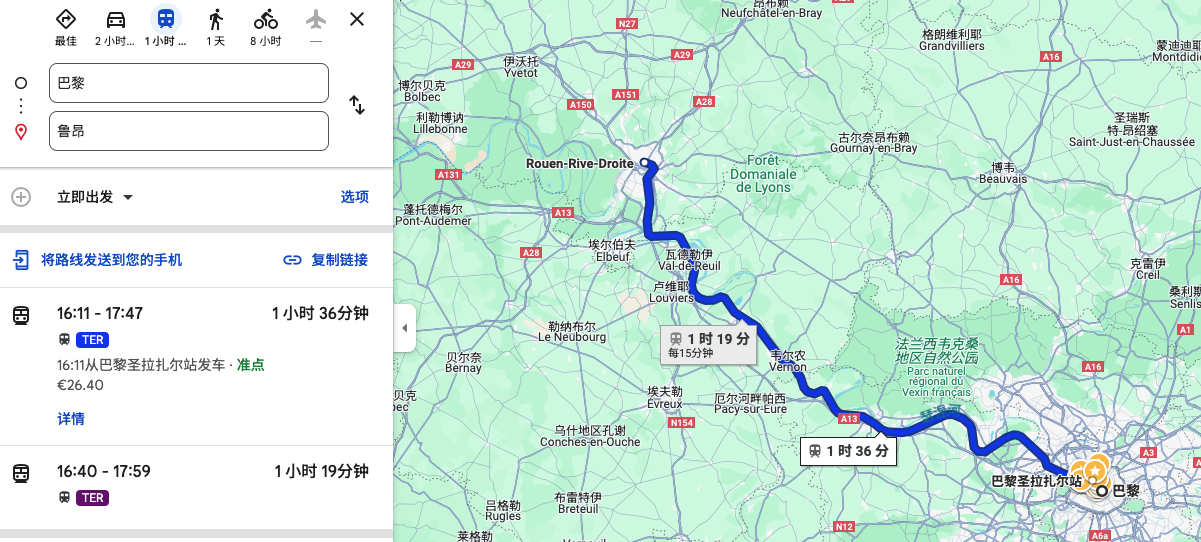 最佳
2 小时...
1 小时 ...
1 天
8 小时
—
巴黎
鲁昂
立即出发
选项
将路线发送到您的手机
复制链接
16:11 - 17:47
1 小时 36分钟
TER
16:11从巴黎圣拉扎尔站发车 · 准点
€26.40
详情
16:40 - 17:59
1 小时 19分钟
TER
Neufchâtel-en-Bray
N27
格朗维利耶
Grandvilliers
A16
蒙迪迪耶
Montdidi
A29
伊沃托
Yvetot
A29
博尔贝克
Bolbec
A151
A150
A28
利勒博讷
Lillebonne
圣瑞斯
特-昂绍塞
Saint-Just-en-Chaussée
古尔奈昂布赖
Gournay-en-Bray
Rouen-Rive-Droite
Forêt
Domaniale
de Lyons
博韦
Beauvais
A131
蓬托德梅尔
Pont-Audemer
A13
A28
埃尔伯夫
Elbeuf
瓦德勒伊
Val-de-Reuil
克雷伊
Creil
A16
卢维耶
Louviers
桑利斯
Senlis
勒纳布尔
Le Neubourg
1 时 19 分
每15分钟
A1
法兰西韦克桑
地区自然公园
Parc naturel
régional du
Vexin français
贝尔奈
Bernay
韦尔农
Vernon
A16
埃夫勒
Évreux
厄尔河畔帕西
Pacy-sur-Eure
N154
A13
乌什地区孔谢
Conches-en-Ouche
1 时 36 分
A3
巴黎圣拉扎尔站
巴黎
吕格勒
Rugles
布雷特伊
Breteuil
N12
莱格勒
A6a